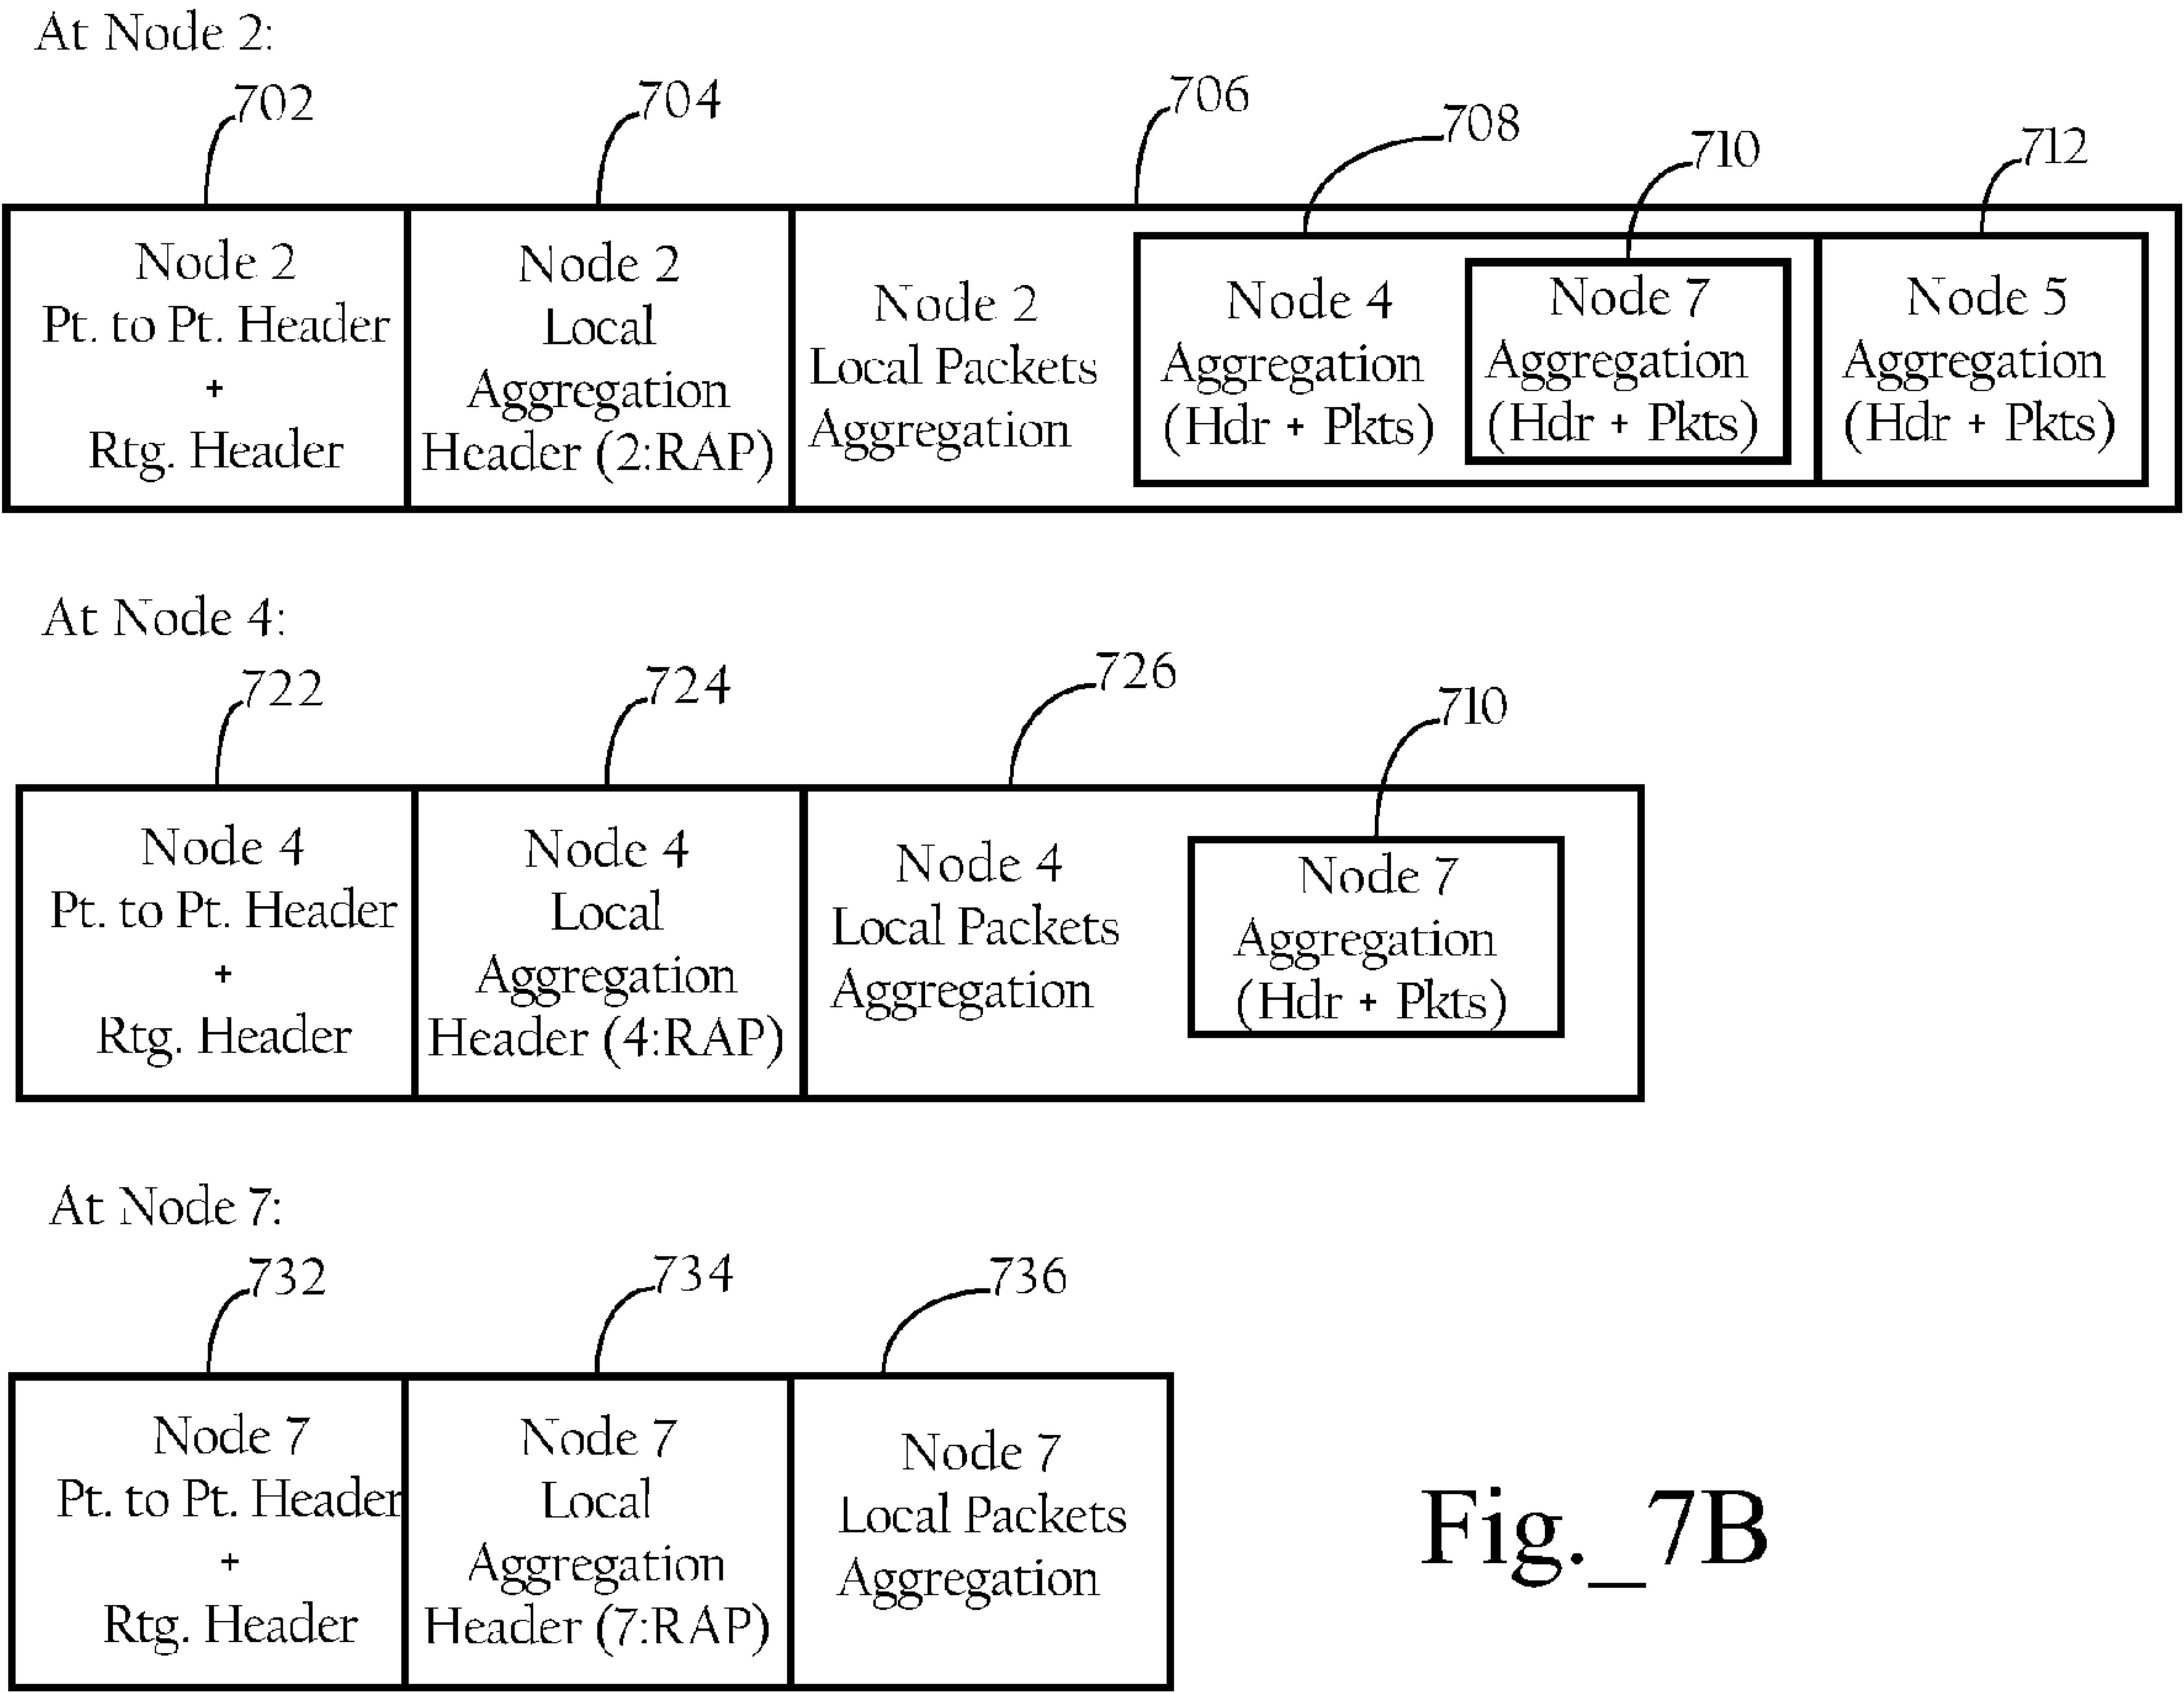 At Node 2:
702
704
706
708
710
712
Node 2
Pt. to Pt. Header
+
Rtg. Header
Node 2
Local
Aggregation
Header (2:RAP)
Node 2
Local Packets
Aggregation
Node 4
Aggregation
(Hdr + Pkts)
Node 7
Aggregation
(Hdr + Pkts)
Node 5
Aggregation
(Hdr + Pkts)
At Node 4:
722
724
726
710
Node 4
Pt. to Pt. Header
+
Rtg. Header
Node 4
Local
Aggregation
Header (4:RAP)
Node 4
Local Packets
Aggregation
Node 7
Aggregation
(Hdr + Pkts)
At Node 7:
732
734
736
Node 7
Pt. to Pt. Header
+
Rtg. Header
Node 7
Local
Aggregation
Header (7:RAP)
Node 7
Local Packets
Aggregation
Fig._7B